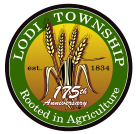 LODI TOWNSHIP
est. 1834
175th
Anniversary
Rooted in Agriculture